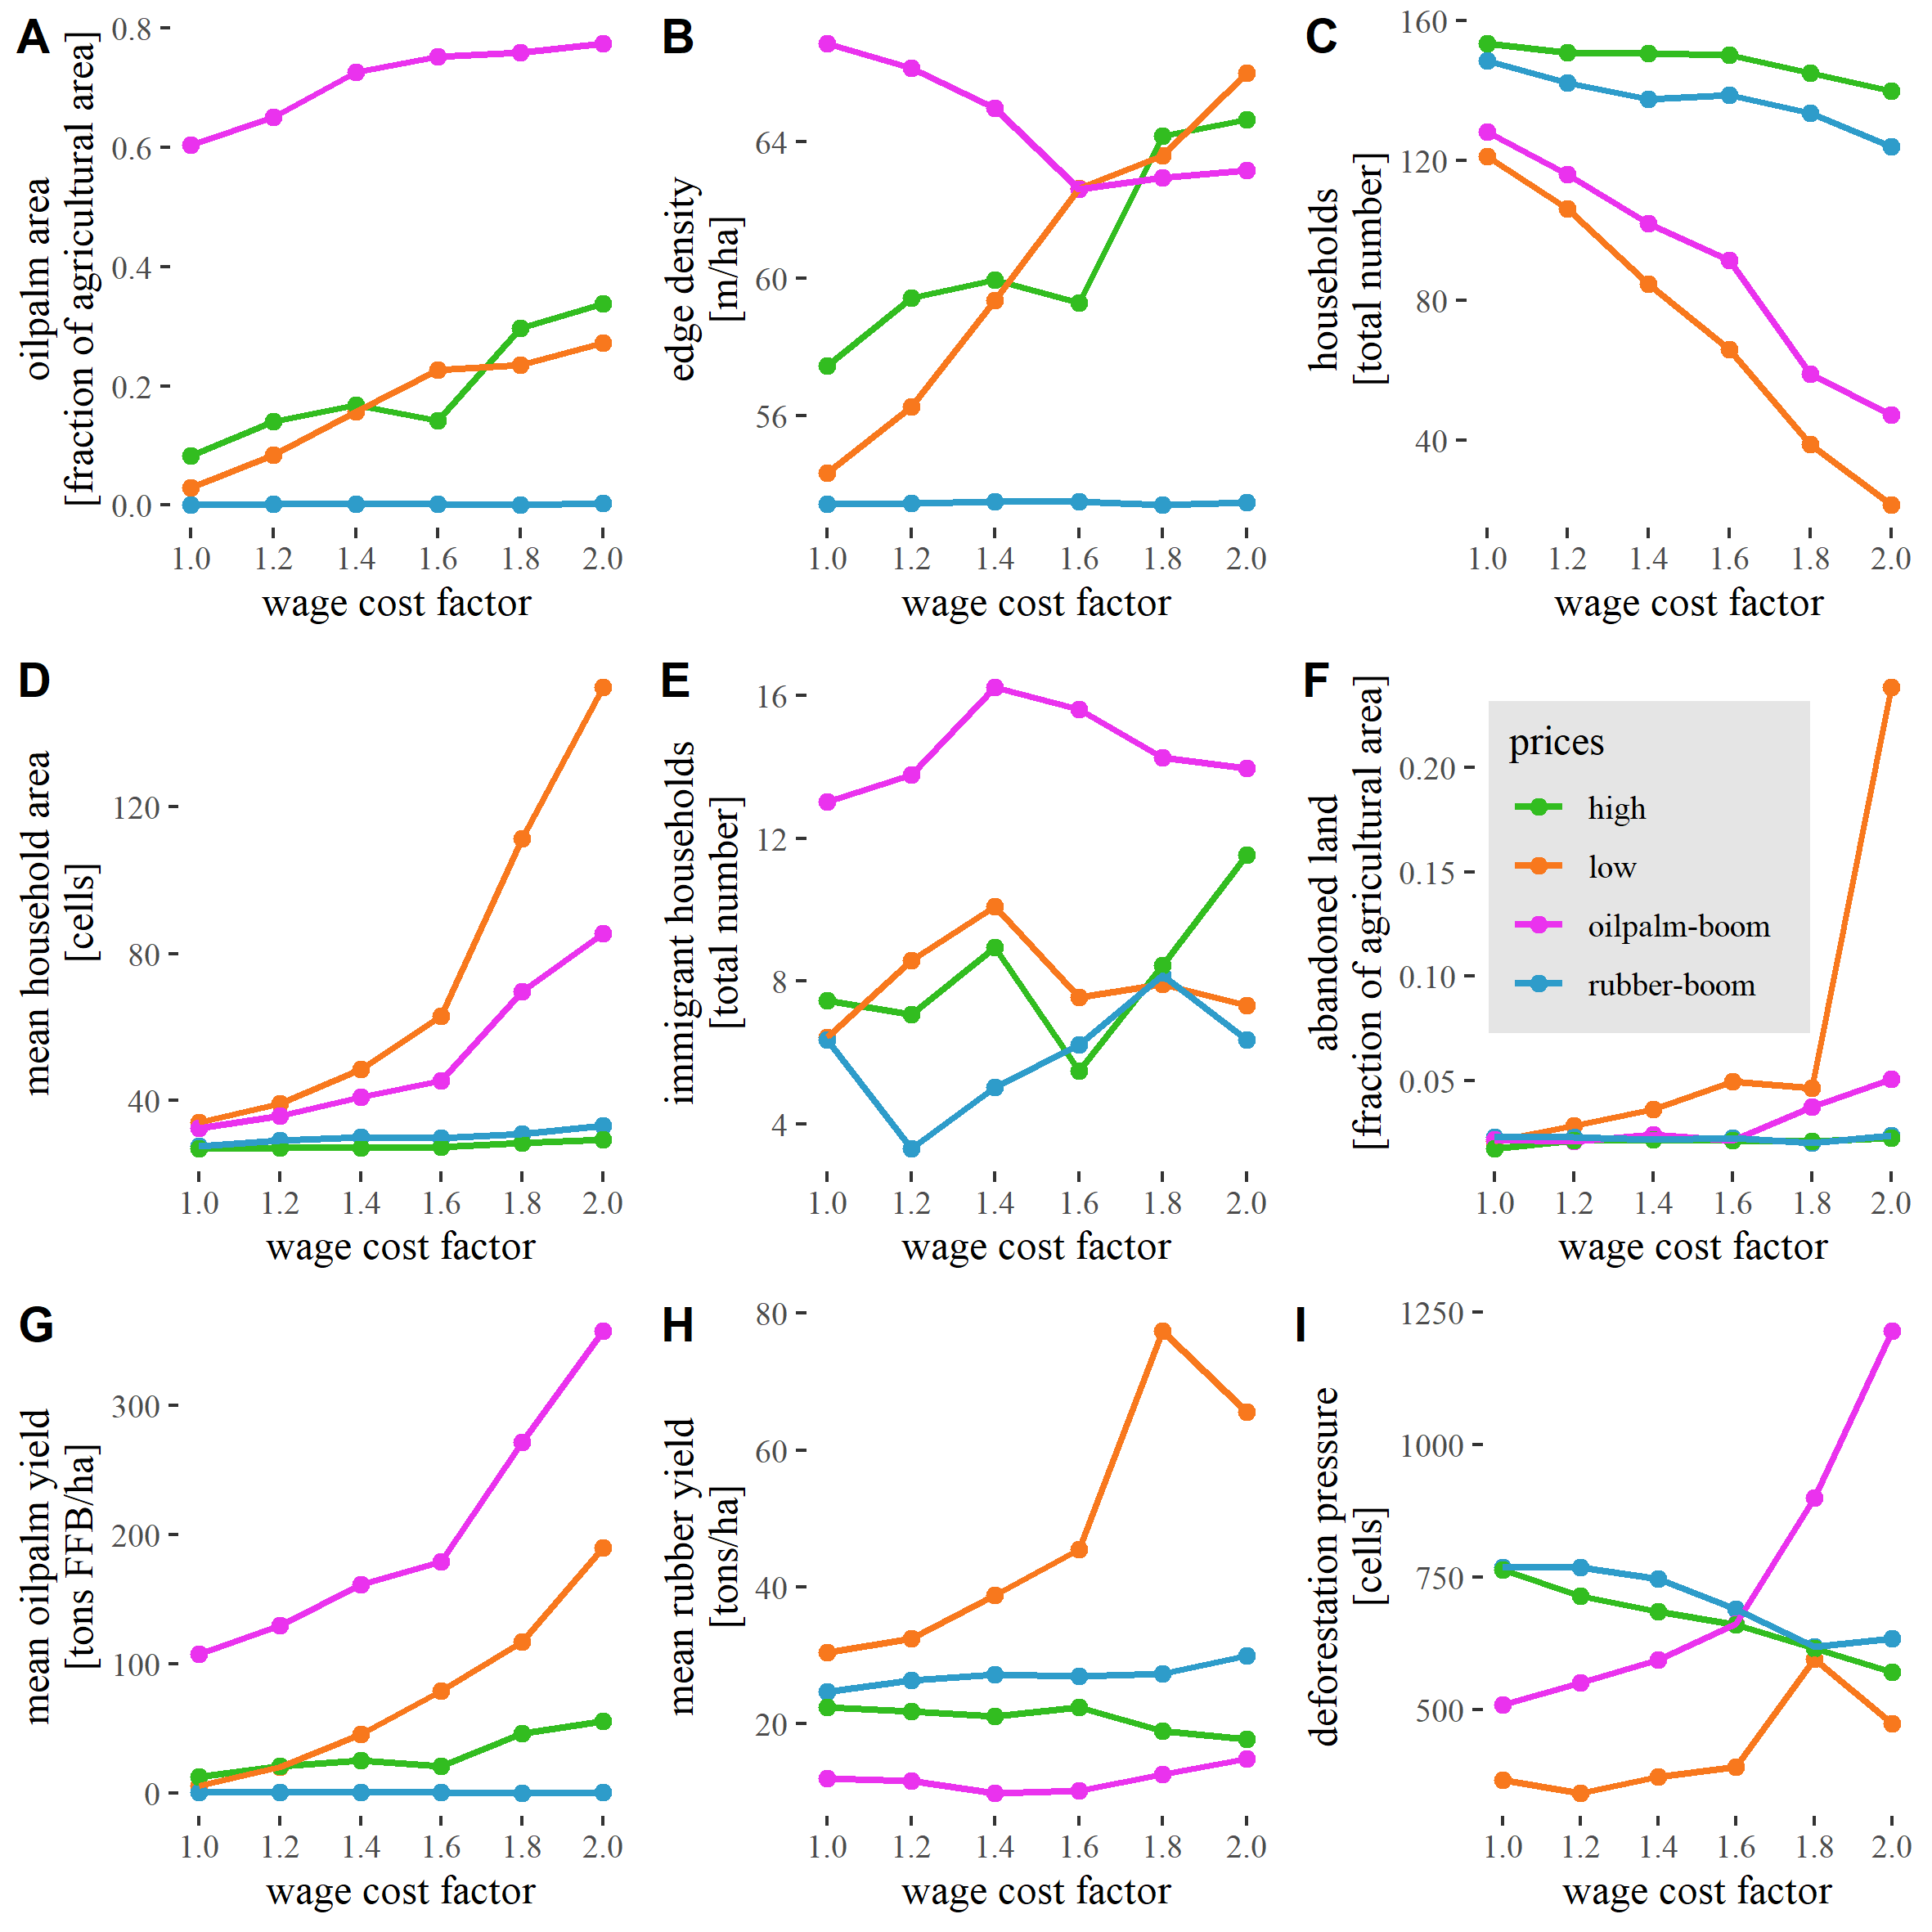 A
oilpalm area
[fraction of agricultural area]
0.8
0.6
0.4
0.2
0.0
1.0 1.2 1.4 1.6 1.8 2.0
wage cost factor
B
edge density
[m/ha]
64
60
56
1.0 1.2 1.4 1.6 1.8 2.0
wage cost factor
C
households
[total number]
160
120
80
40
1.0 1.2 1.4 1.6 1.8 2.0
wage cost factor
D
mean household area
[cells]
120
80
40
1.0 1.2 1.4 1.6 1.8 2.0
wage cost factor
E
immigrant households
[total number]
16
12
8
4
1.0 1.2 1.4 1.6 1.8 2.0
wage cost factor
F
abandoned land
[fraction of agricultural area]
0.20
0.15
0.10
0.05
prices
high
low
oilpalm-boom
rubber-boom
1.0 1.2 1.4 1.6 1.8 2.0
wage cost factor
G
mean oilpalm yield
[tons FFB/ha]
300
200
100
0
1.0 1.2 1.4 1.6 1.8 2.0
wage cost factor
H
mean rubber yield
[tons/ha]
80
60
40
20
1.0 1.2 1.4 1.6 1.8 2.0
wage cost factor
I
deforestation pressure
[cells]
1250
1000
750
500
1.0 1.2 1.4 1.6 1.8 2.0
wage cost factor